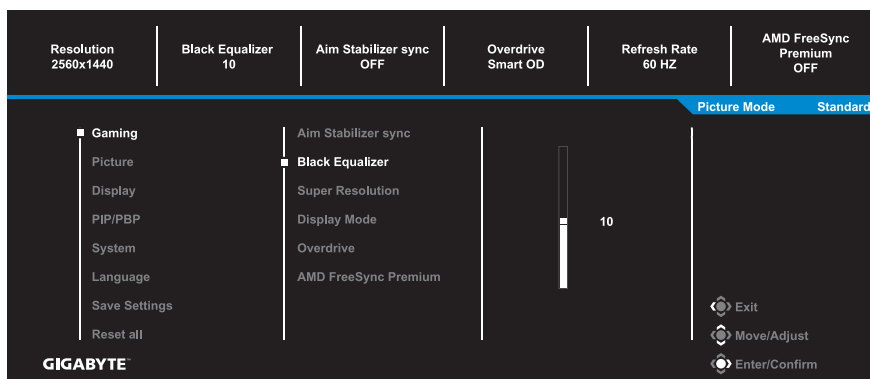 Resolution
2560x1440
Black Equalizer
10
Aim Stabilizer sync
OFF
Overdrive
Smart OD
Refresh Rate
60 HZ
AMD FreeSync
Premium
OFF
Picture Mode Standard
Gaming
Picture
Display
PIP/PBP
System
Language
Save Settings
Reset all
Aim Stabilizer sync
Black Equalizer
Super Resolution
Display Mode
Overdrive
AMD FreeSync Premium
10
Exit
Move/Adjust
Enter/Confirm
GIGABYTE™